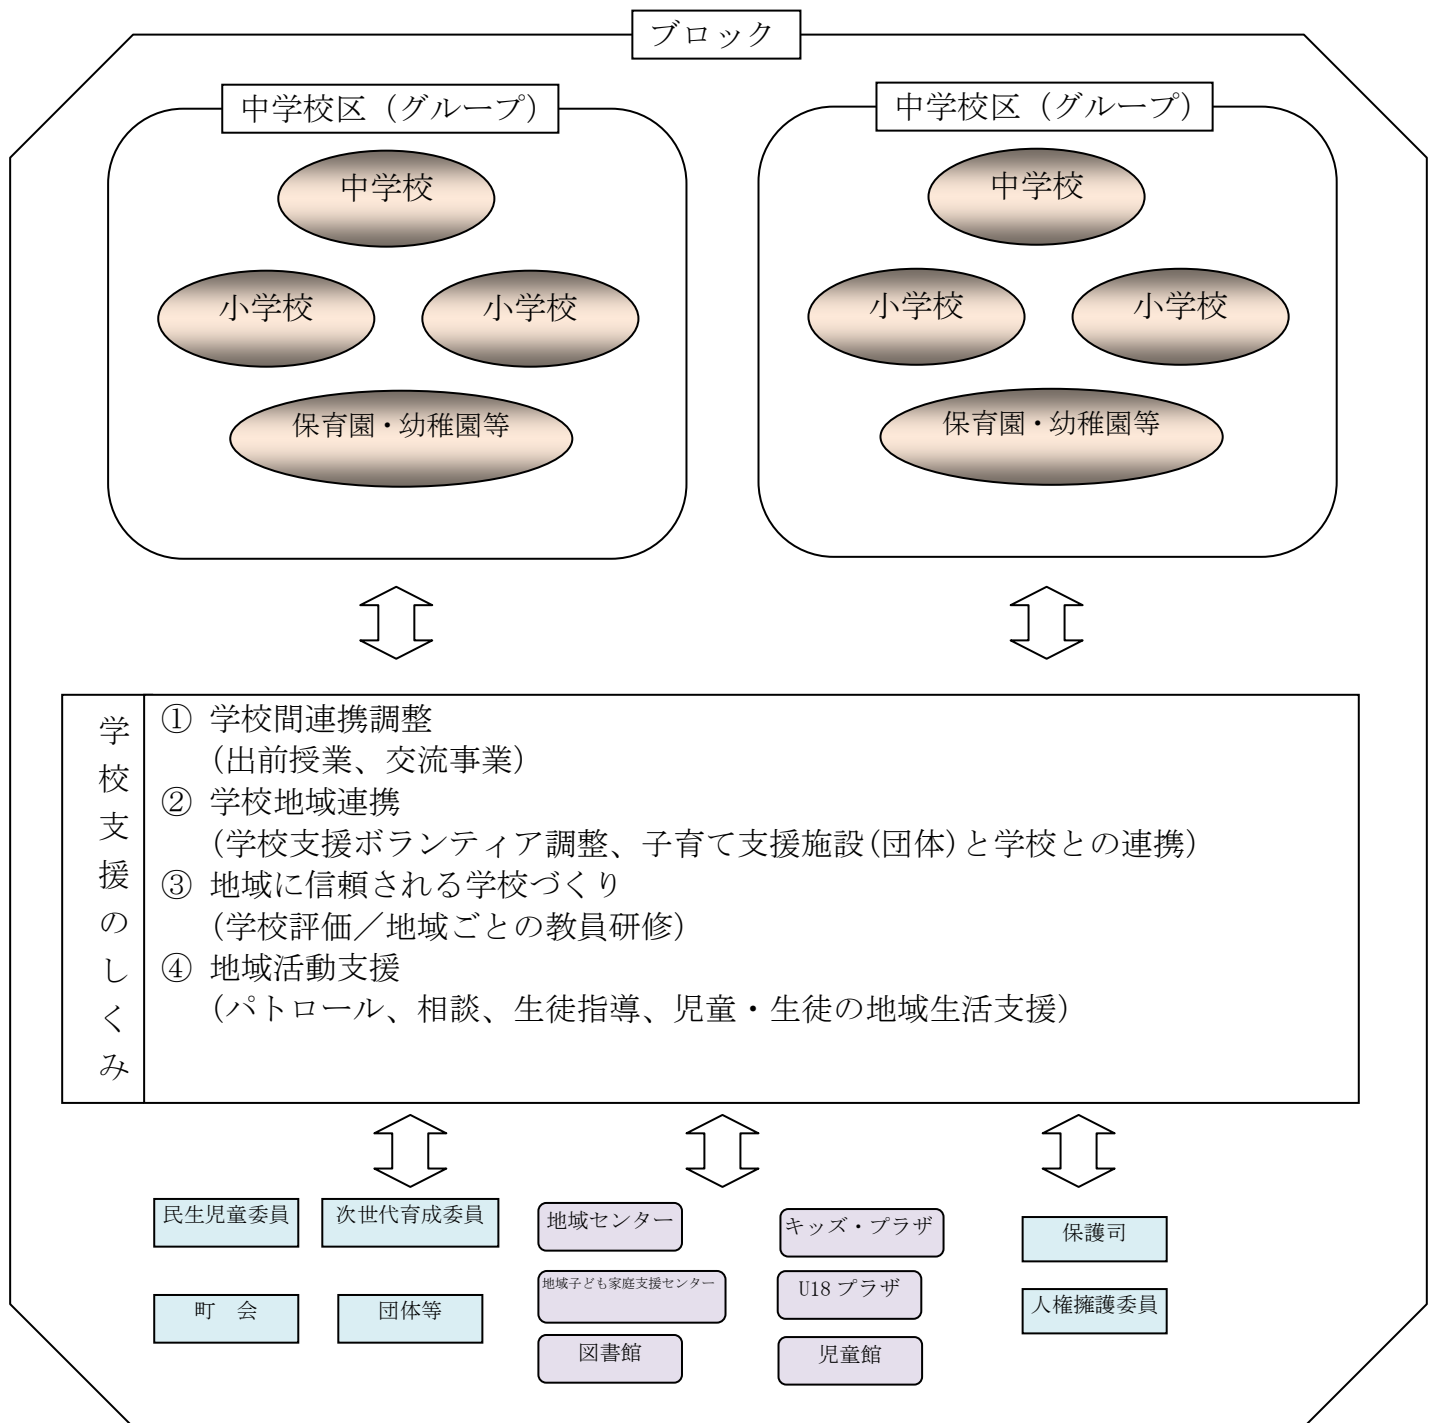 ブロック
中学校区（グループ）
中学校
小学校
小学校
保育園・幼稚園等
中学校区（グループ）
中学校
小学校
小学校
保育園・幼稚園等
学校支援のしくみ
① 学校間連携調整
（出前授業、交流事業）
② 学校地域連携
（学校支援ボランティア調整、子育て支援施設(団体)と学校との連携）
③ 地域に信頼される学校づくり
（学校評価／地域ごとの教員研修）
④ 地域活動支援
（パトロール、相談、生徒指導、児童・生徒の地域生活支援）
民生児童委員
次世代育成委員
町　会
団体等
地域センター
キッズ・プラザ
地域子ども家庭支援センター
U18 プラザ
図書館
児童館
保護司
人権擁護委員